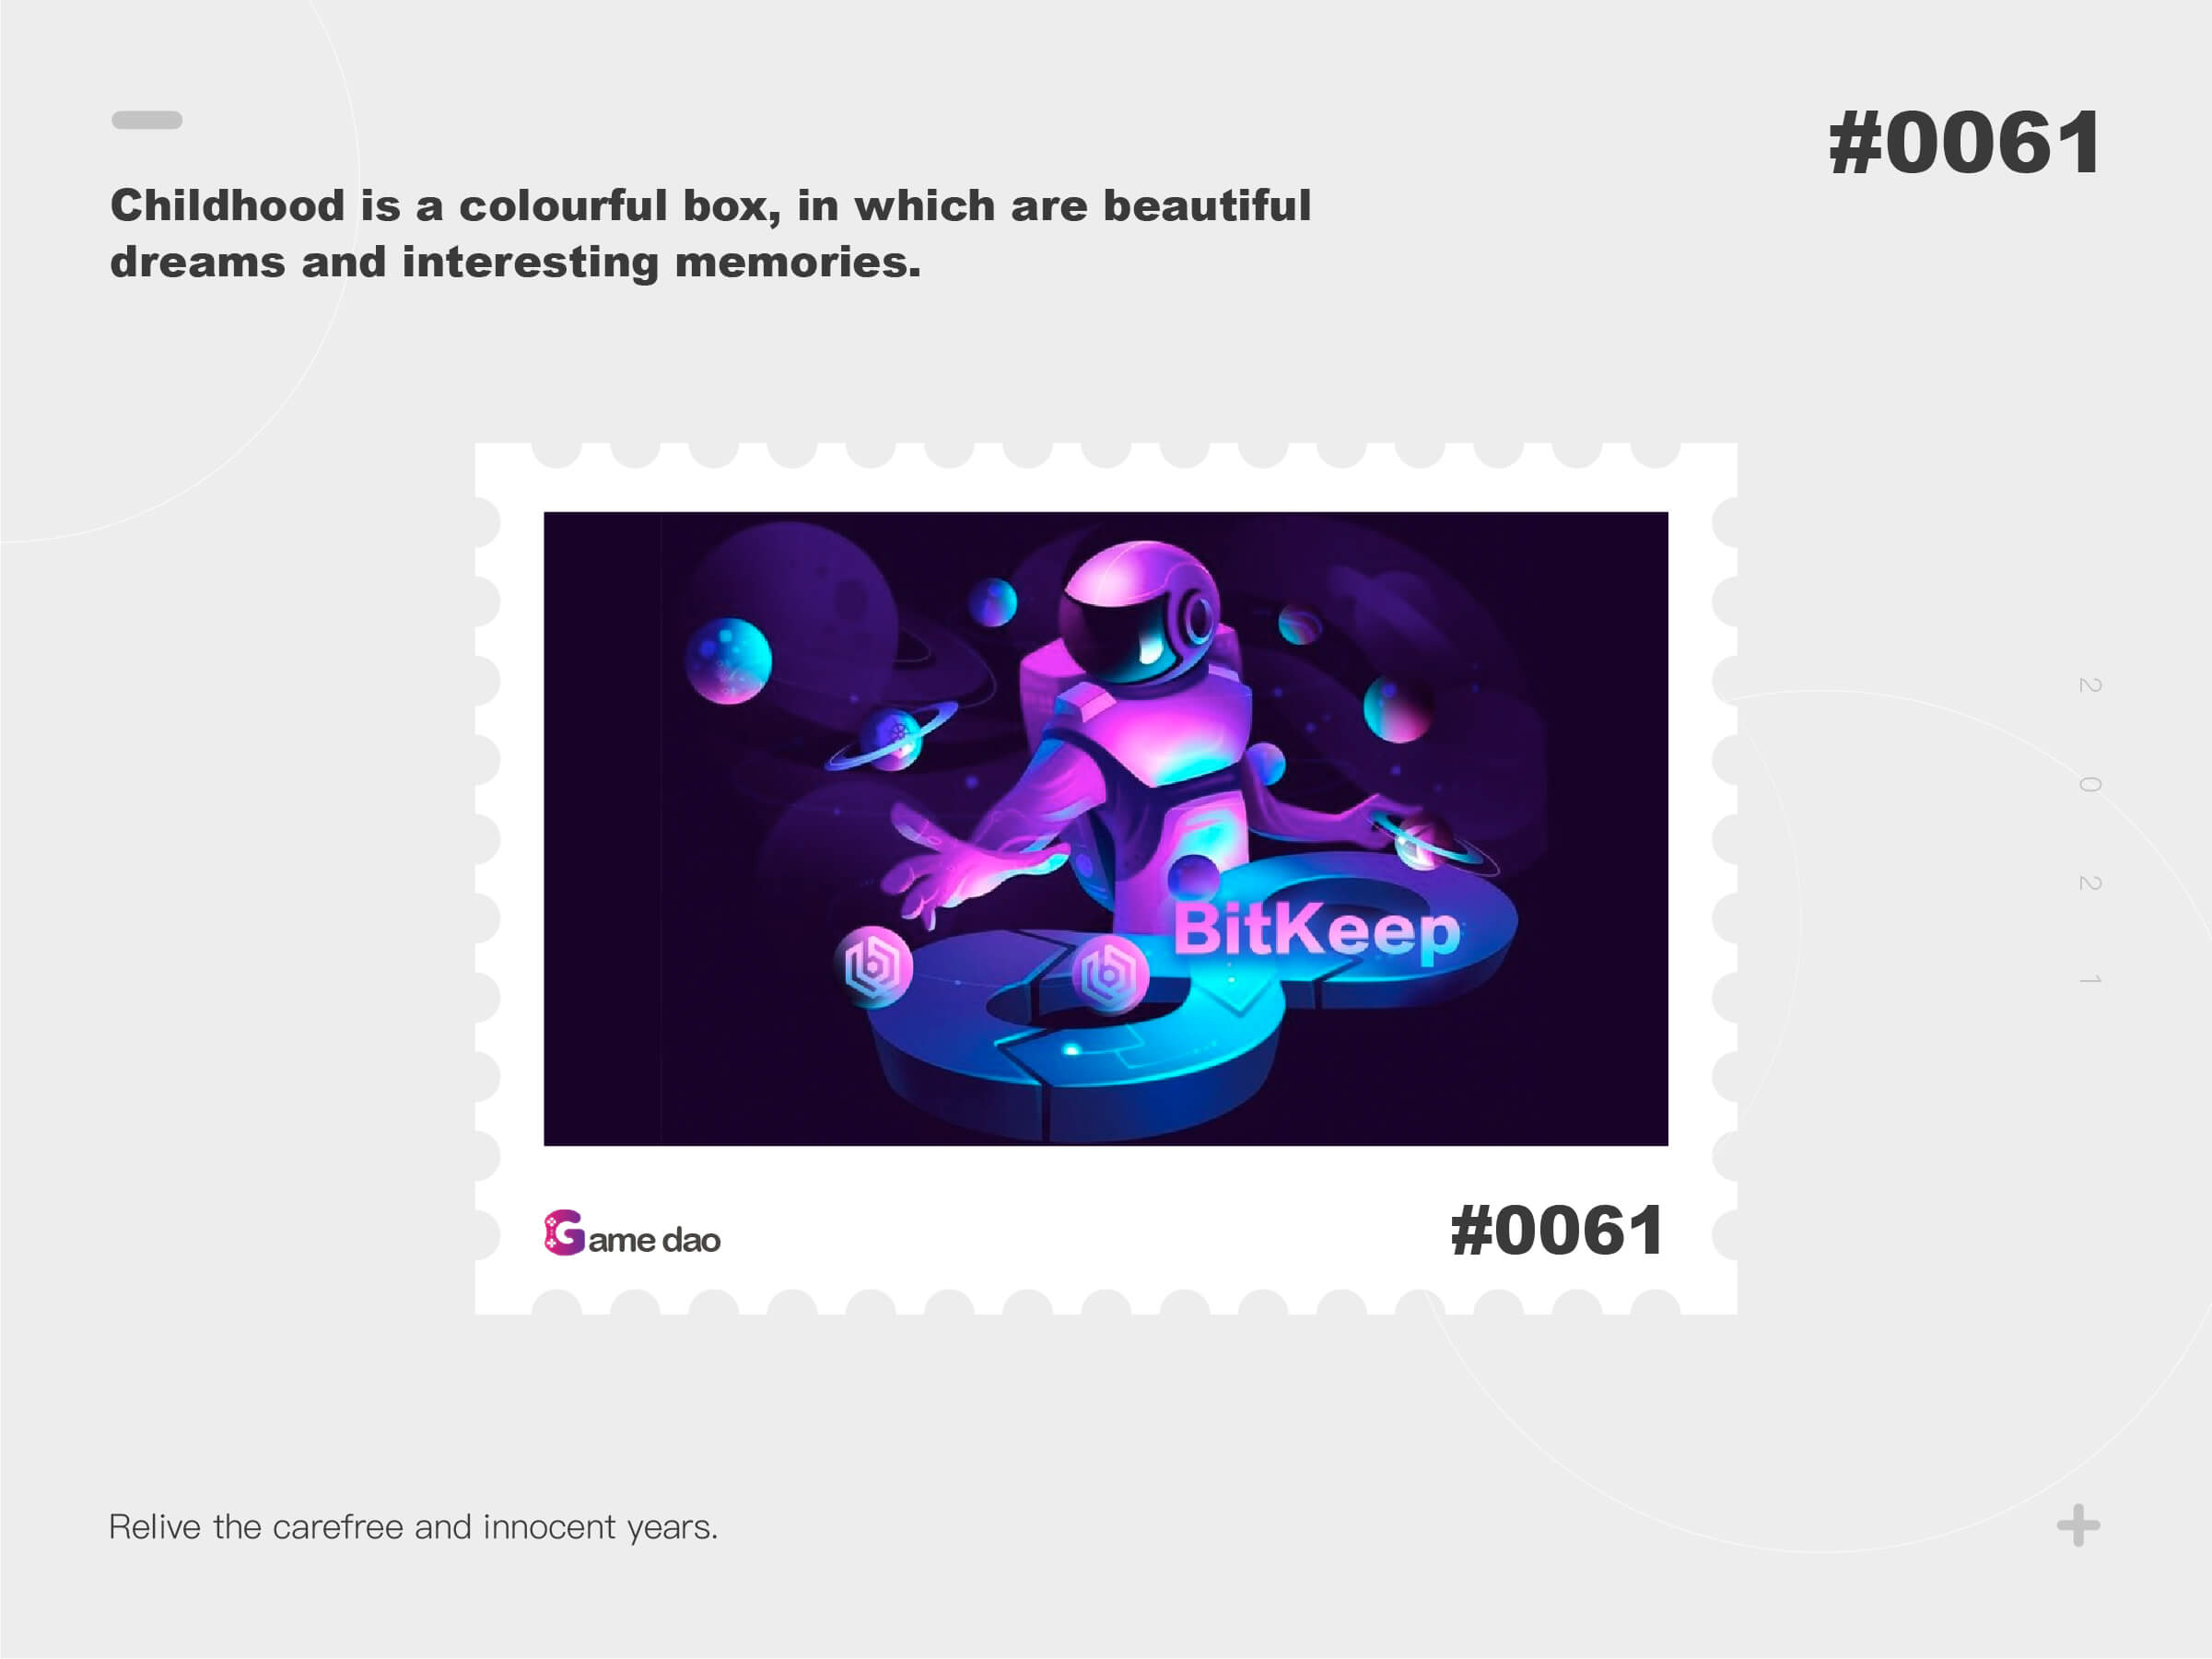 #0061
Childhood is a colourful box, in which are beautiful
dreams and interesting memories.
2021
BitKeep
Game dao
#0061
Relive the carefree and innocent years.